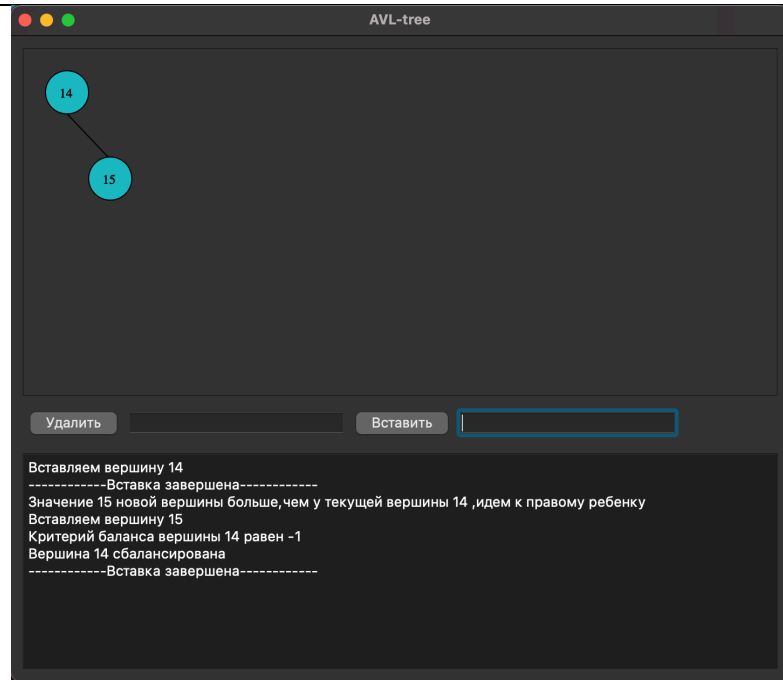 AVL-tree
14
15
Удалить
Вставить
Вставляем вершину 14
------------Вставка завершена------------
Значение 15 новой вершины больше,чем у текущей вершины 14 ,идем к правому ребенку
Вставляем вершину 15
Критерий баланса вершины 14 равен -1
Вершина 14 сбалансирована
------------Вставка завершена------------